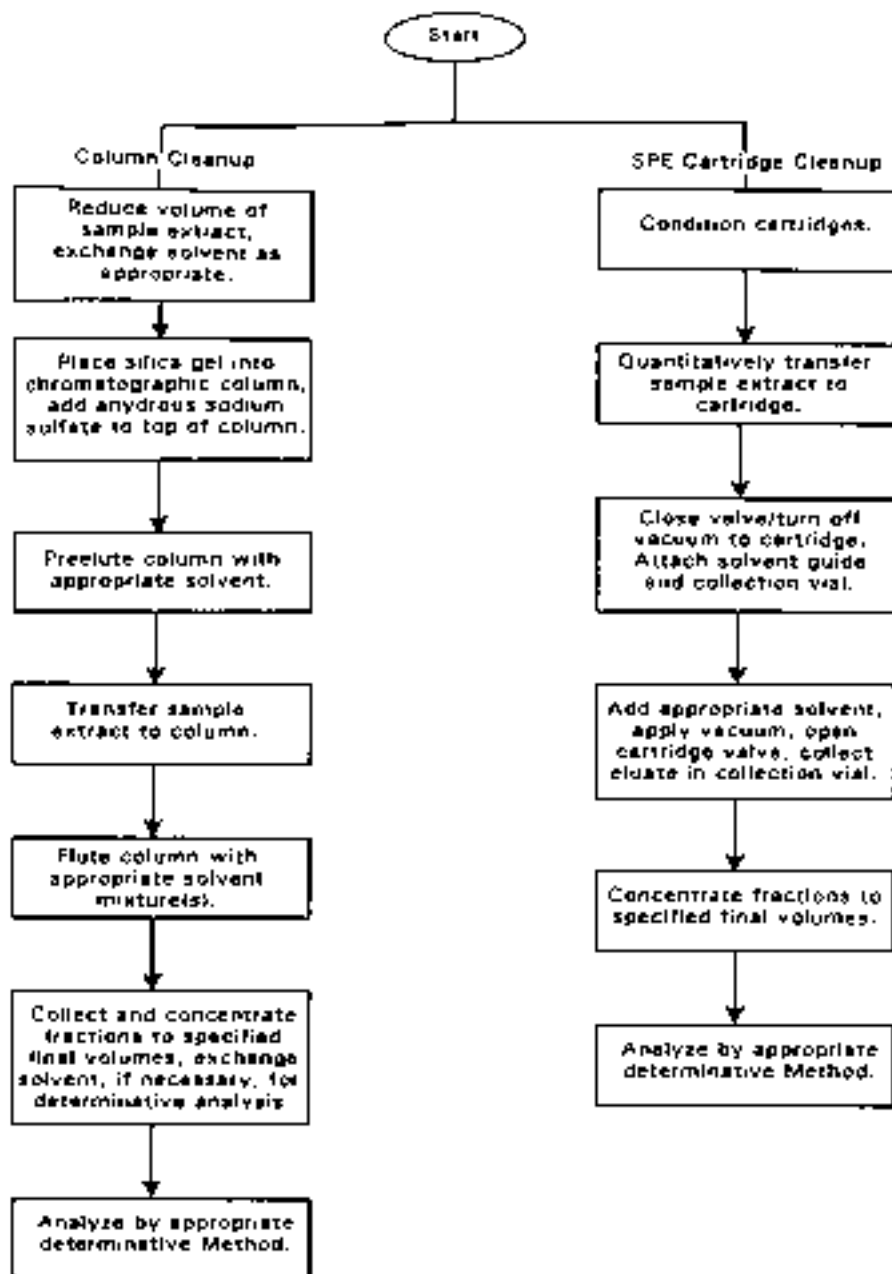 Start
Column Cleanup
Reduce volume of
sample extract,
exchange solvent as
appropriate.
Place silica gel into
chromatographic column,
add anydrous sodium
sulfate to top of column.
Preelute column with
appropriate solvent.
Transfer sample
extract to column.
Elute column with
appropriate solvent
mixture(s).
Collect and concentrate
fractions to specified
final volumes, exchange
solvent, if necessary, for
determinative analysis
Analyze by appropriate
determinative Method.
SPE Cartridge Cleanup
Condition cartridges.
Quantitatively transfer
sample extract to
cartridge.
Close valve/turn off
vacuum to cartridge.
Attach solvent guide
and collection vial.
Add appropriate solvent,
apply vacuum, open
cartridge valve, collect
eluate in collection vial.
Concentrate fractions to
specified final volumes.
Analyze by appropriate
determinative Method.